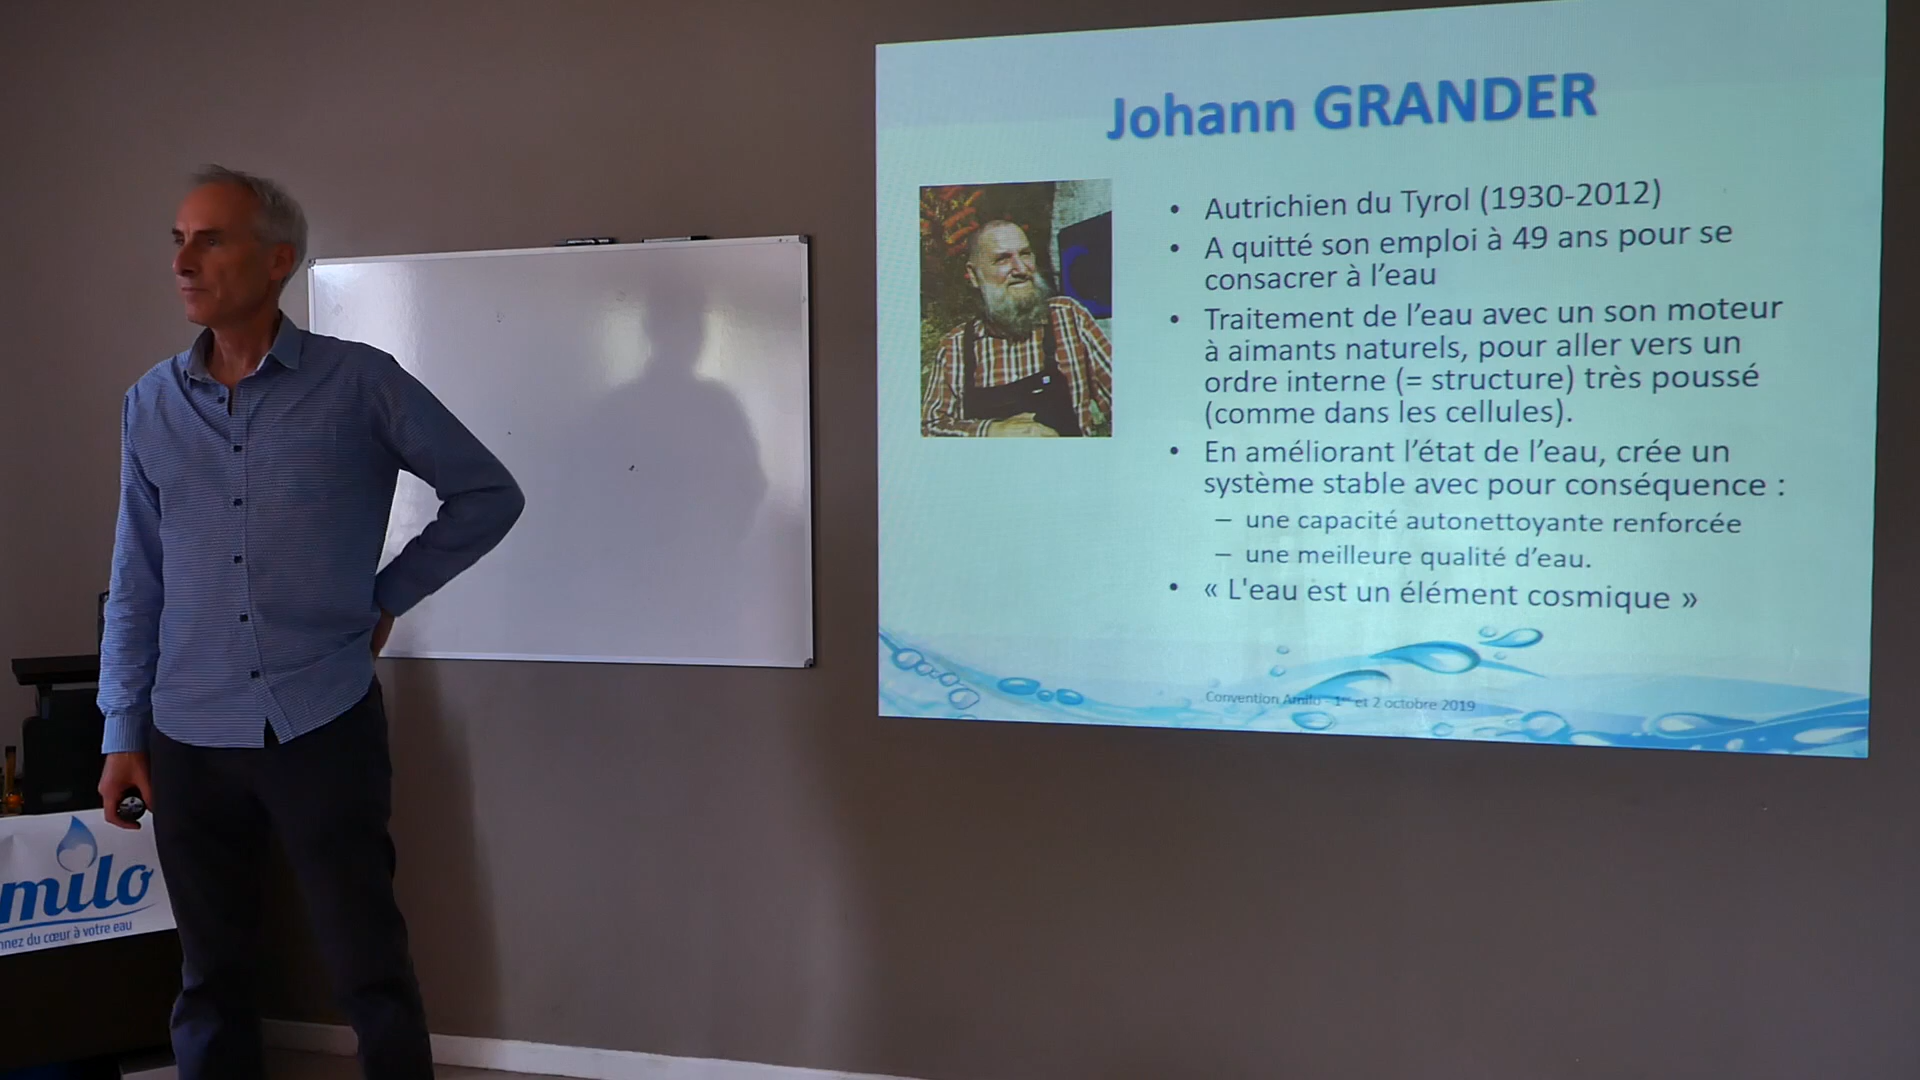 Johann GRANDER
• Autrichien du Tyrol (1930-2012)
• A quitté son emploi à 49 ans pour se
consacrer à l'eau
• Traitement de l'eau avec un son moteur
à aimants naturels, pour aller vers un
ordre interne (= structure) très poussé
(comme dans les cellules).
• En améliorant l'état de l'eau, crée un
système stable avec pour conséquence :
– une capacité autonettoyante renforcée
– une meilleure qualité d'eau.
• « L'eau est un élément cosmique »
Convention Amilo - 1er et 2 octobre 2019
milo
nnez du cœur à votre eau